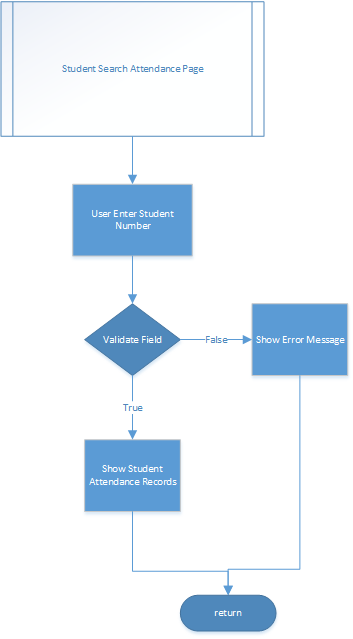 Student Search Attendance Page
User Enter Student
Number
Validate Field
False
Show Error Message
True
Show Student
Attendance Records
return